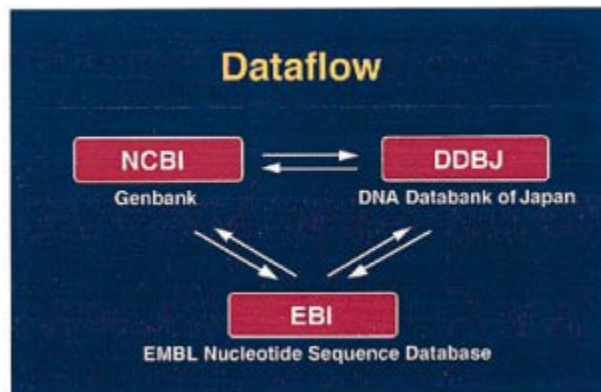 Dataflow
NCBI
DDBJ
Genbank
DNA Databank of Japan
EBI
EMBL Nucleotide Sequence Database